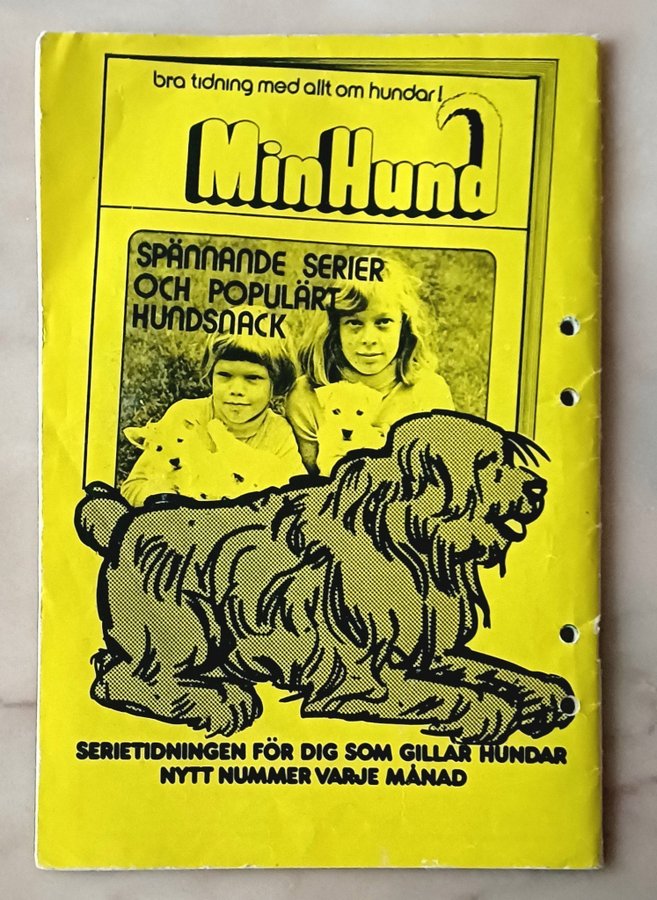 bra tidning med allt om hundar!
MinHund
SPÄNNANDE SERIER
OCH POPULÄRT
HUNDSNACK
SERIETIDNINGEN FÖR DIG SOM GILLAR HUNDAR
NYTT NUMMER VARJE MÅNAD